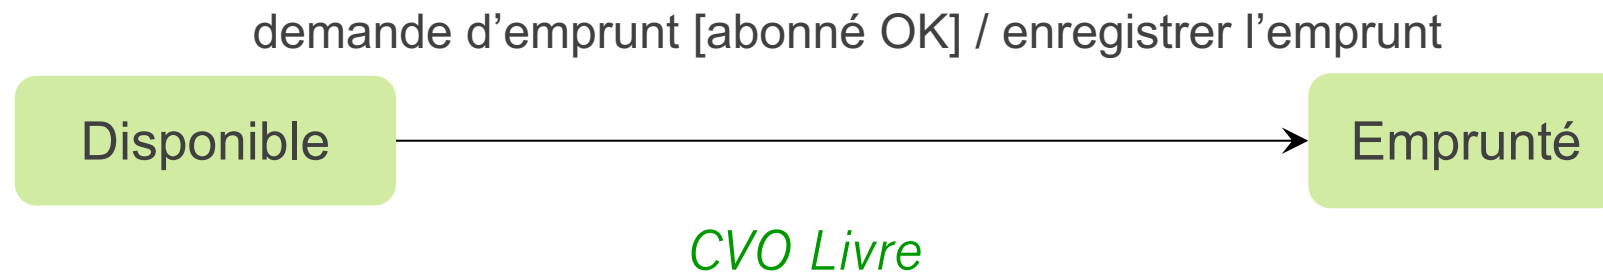 demande d’emprunt [abonné OK] / enregistrer l’emprunt
Disponible
Emprunté
CVO Livre